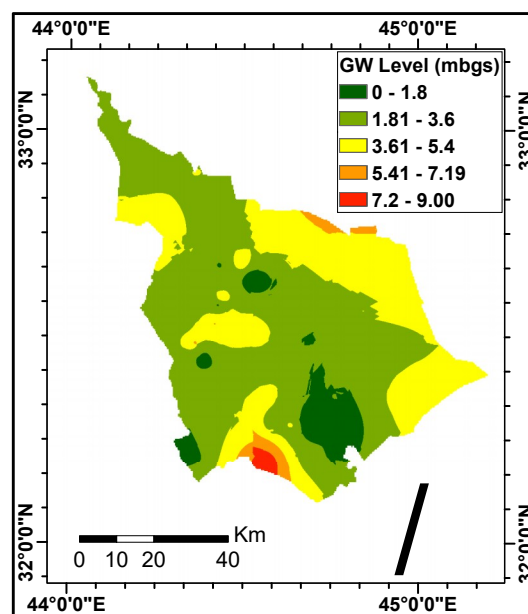 44°0'0"E 45°0'0"E
GW Level (mbgs)
0 - 1.8
1.81 - 3.6
3.61 - 5.4
5.41 - 7.19
7.2 - 9.00
33°0'0"N 33°0'0"N
Km
0 10 20 40
32°0'0"N 32°0'0"N
44°0'0"E 45°0'0"E